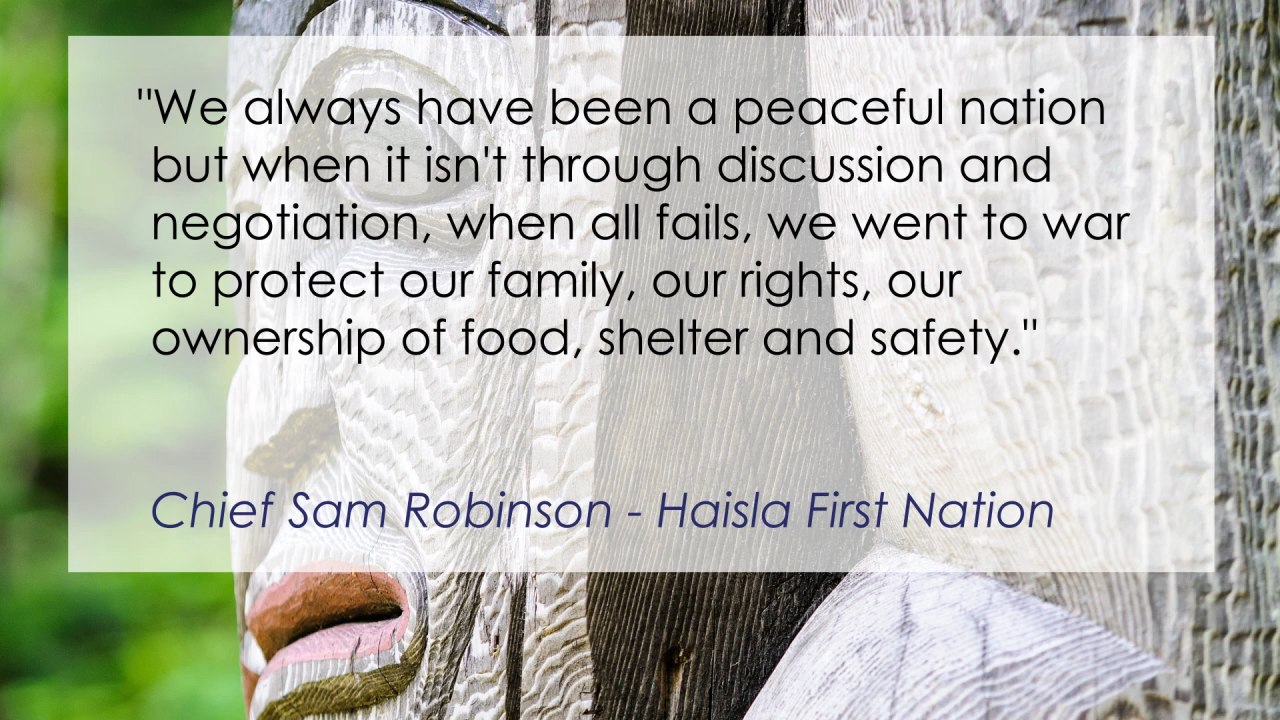 "We always have been a peaceful nation
but when it isn't through discussion and
negotiation, when all fails, we went to war
to protect our family, our rights, our
ownership of food, shelter and safety."
Chief Sam Robinson - Haisla First Nation